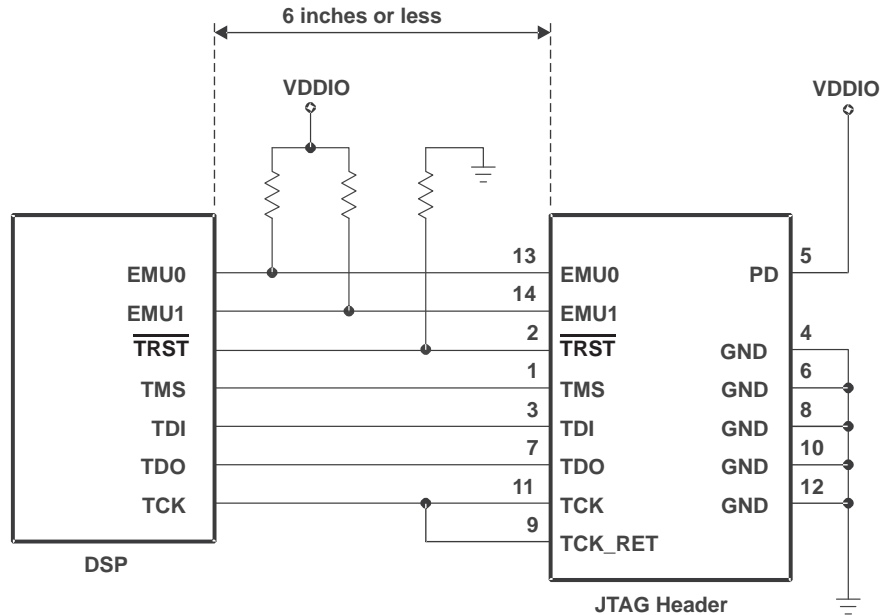 6 inches or less
VDDIO
VDDIO
13
5
EMU0
EMU0
PD
14
EMU1
EMU1
2
4
TRST
TRST
GND
1
6
TMS
TMS
GND
3
8
TDI
TDI
GND
7
10
TDO
TDO
GND
11
12
TCK
TCK
GND
9
TCK_RET
DSP
JTAG Header